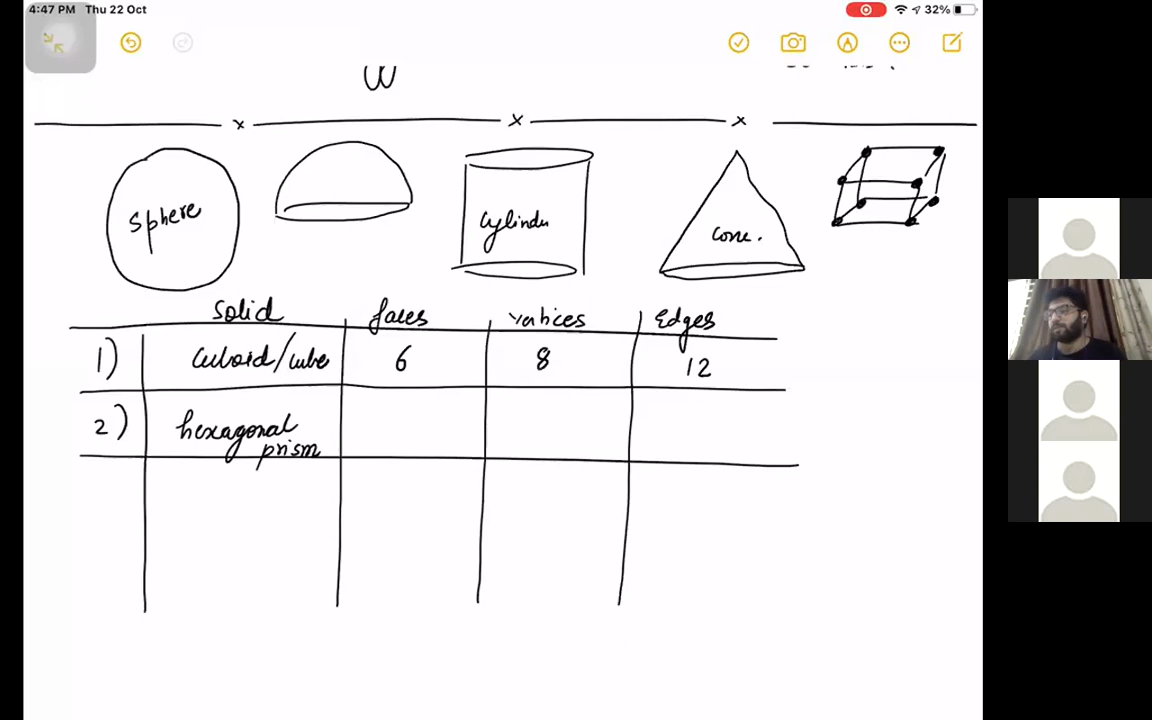 4:47 PM Thu 22 Oct
32%
w
x x x
sphere
cylinder
cone.
solid faces vertices Edges
1) cuboid/cube 6 8 12
2) hexagonal
prism